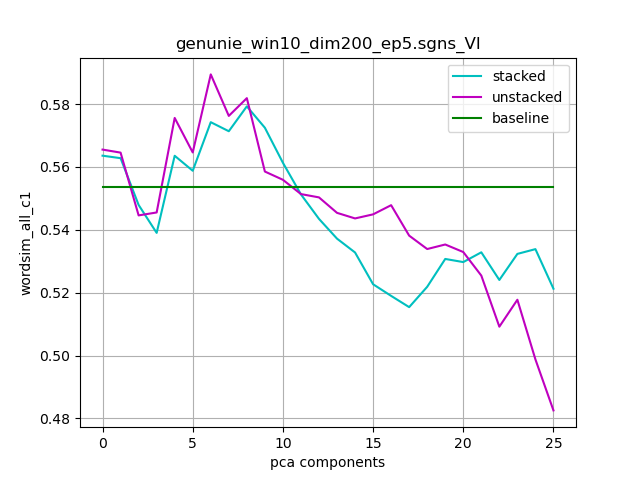 genunie_win10_dim200_ep5.sgns_VI
stacked
unstacked
baseline
wordsim_all_c1
0.58
0.56
0.54
0.52
0.50
0.48
0 5 10 15 20 25
pca components